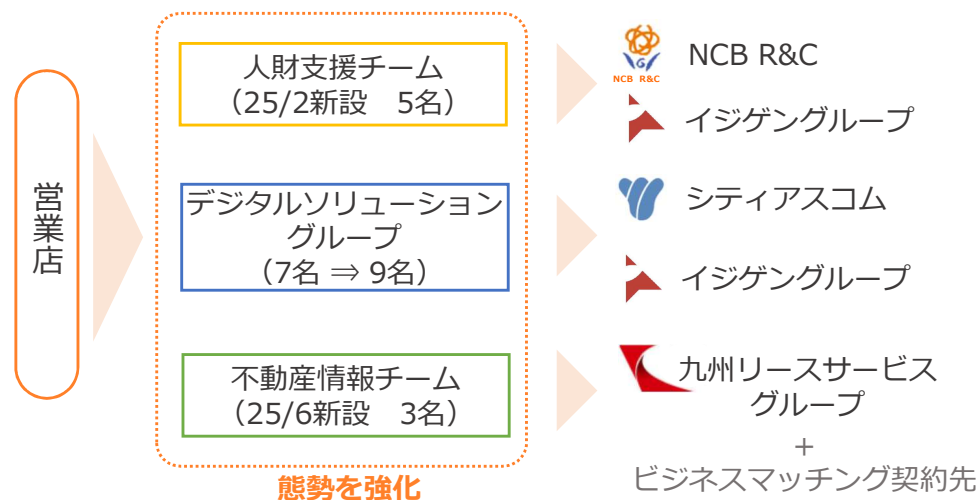 営業店
人財支援チーム
（25/2新設　5名）
デジタルソリューション
グループ
（7名 ⇒ 9名）
不動産情報チーム
（25/6新設　3名）
態勢を強化
NCB R&C
NCB R&C
イジゲングループ
シティアスコム
イジゲングループ
九州リースサービス
グループ
+
ビジネスマッチング契約先